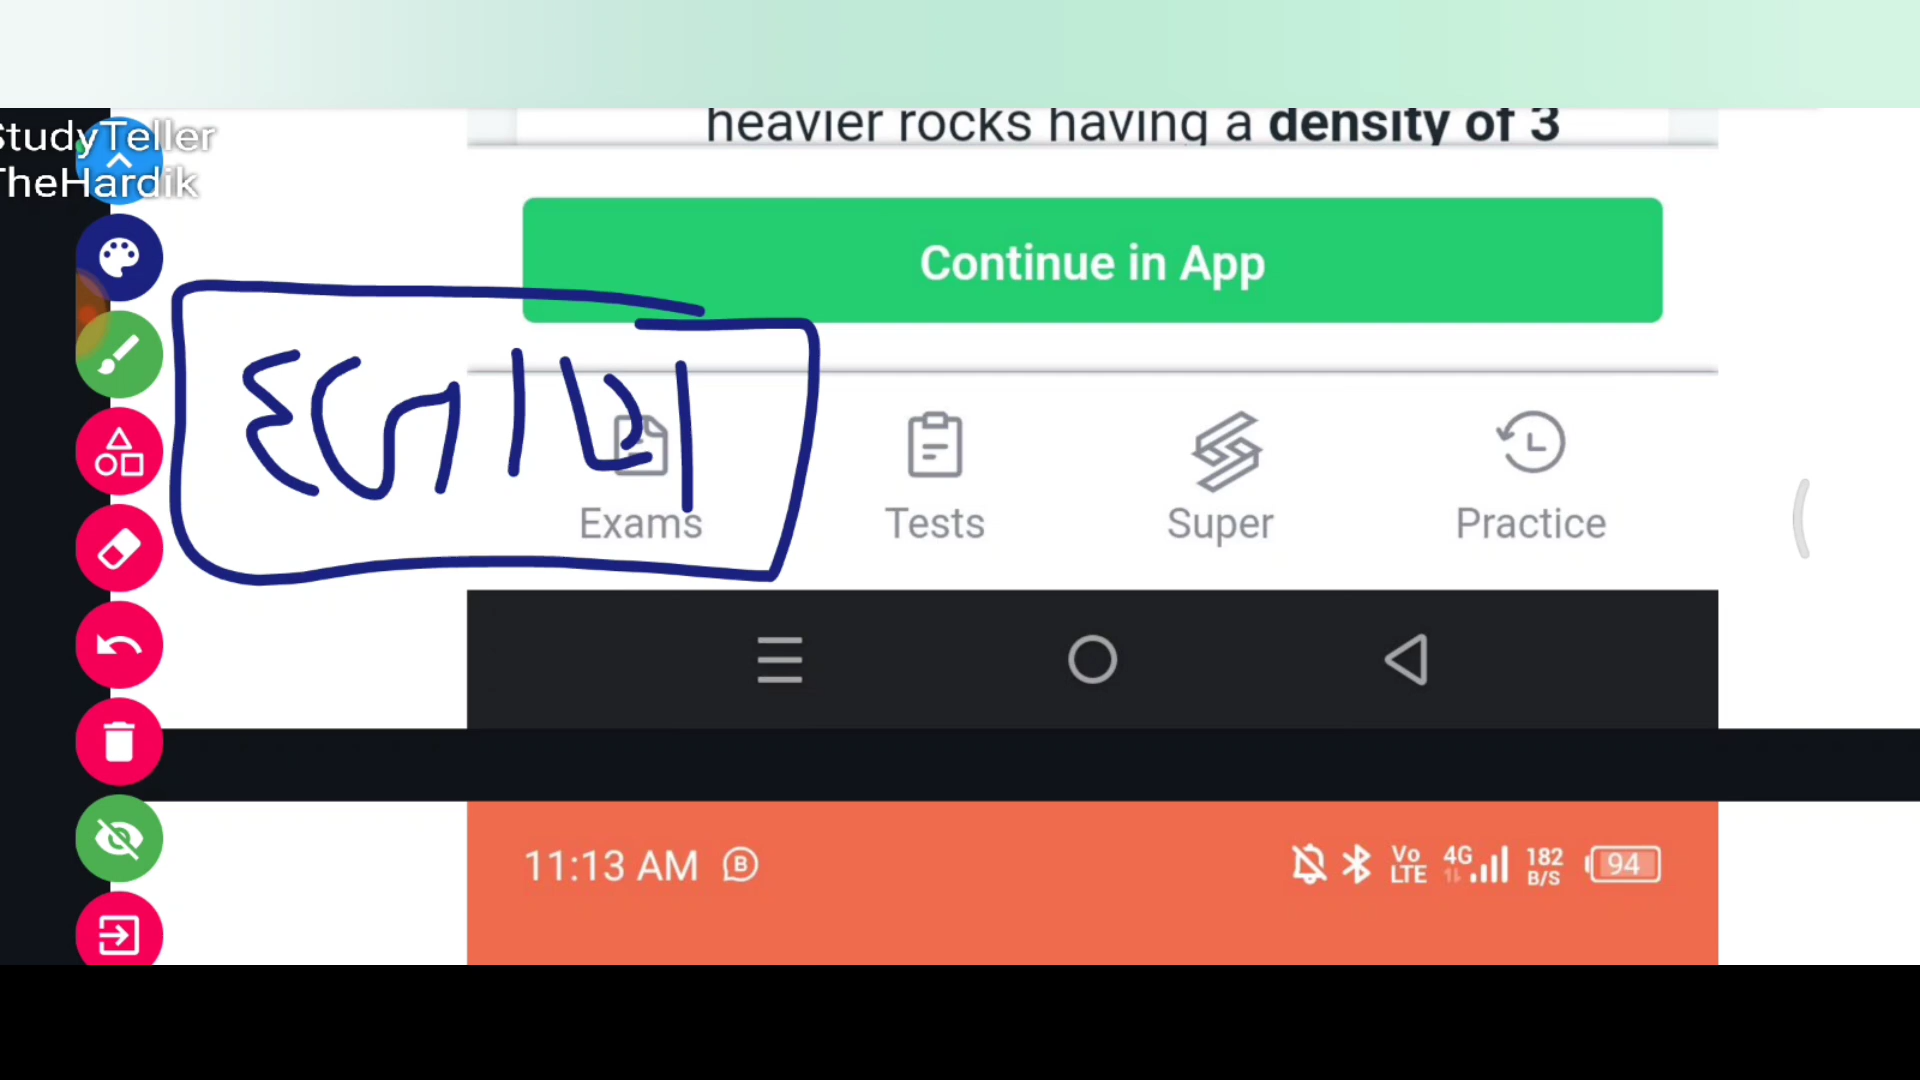 heavier rocks having a density of 3
StudyTeller
TheHardik
Continue in App
Exams
Tests
Super
Practice
11:13 AM
Vo LTE
4G
182 B/S
94